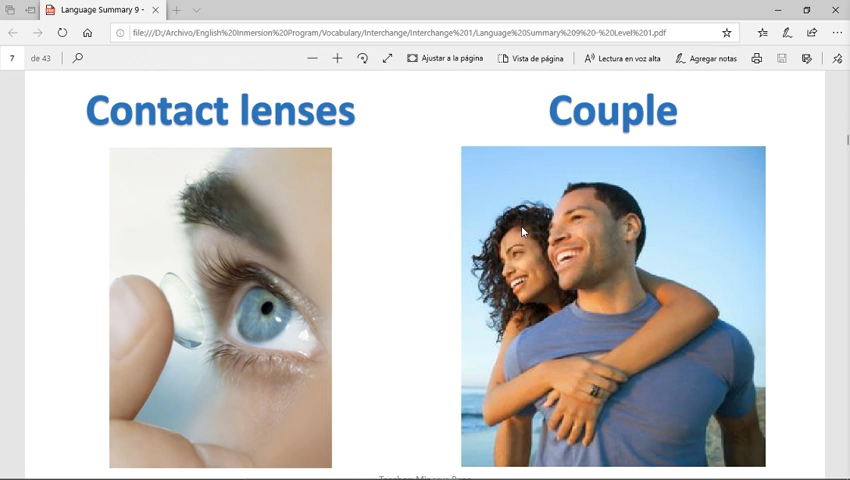 Language Summary 9 -
file:///D:/Archivo/English%20Inmersion%20Program/Vocabulary/Interchange/Interchange%201/Language%20Summary%209%20-%20Level%201.pdf
7 de 43
Ajustar a la página
Vista de página
Lectura en voz alta
Agregar notas
Contact lenses
Couple